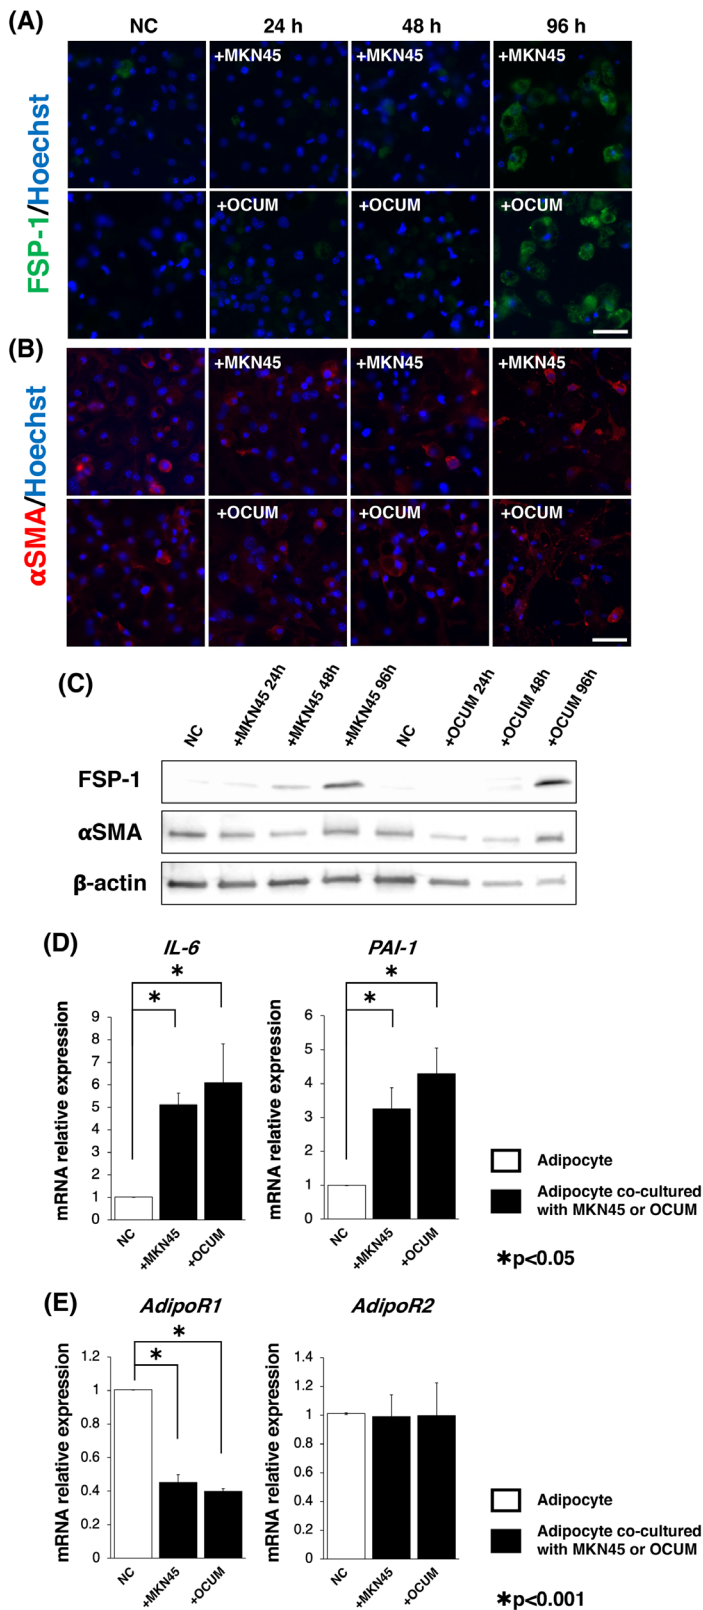 (A)
NC 24 h 48 h 96 h
FSP-1/Hoechst
+MKN45 +MKN45 +MKN45
+OCUM +OCUM +OCUM
(B)
αSMA/Hoechst
+MKN45 +MKN45 +MKN45
+OCUM +OCUM +OCUM
(C)
NC +MKN45 24h +MKN45 48h +MKN45 96h NC +OCUM 24h +OCUM 48h +OCUM 96h
FSP-1
αSMA
β-actin
(D)
IL-6
mRNA relative expression
9
8
7
6
5
4
3
2
1
0
* *
NC +MKN45 +OCUM
PAI-1
mRNA relative expression
6
5
4
3
2
1
0
* *
NC +MKN45 +OCUM
Adipocyte
Adipocyte co-cultured
with MKN45 or OCUM
*p<0.05
(E)
AdipoR1
mRNA relative expression
1.2
1
0.8
0.6
0.4
0.2
0
* *
NC +MKN45 +OCUM
AdipoR2
mRNA relative expression
1.4
1.2
1
0.8
0.6
0.4
0.2
0
NC +MKN45 +OCUM
Adipocyte
Adipocyte co-cultured
with MKN45 or OCUM
*p<0.001